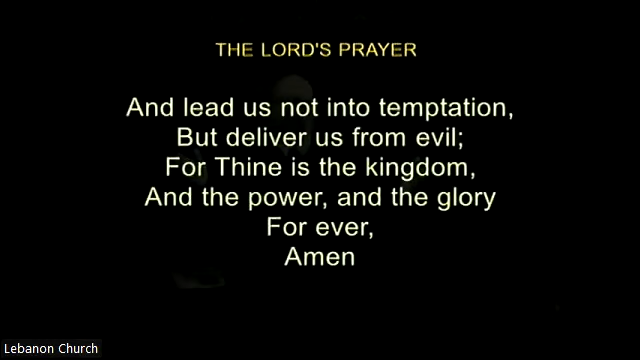 THE LORD'S PRAYER
And lead us not into temptation,
But deliver us from evil;
For Thine is the kingdom,
And the power, and the glory
For ever,
Amen
Lebanon Church